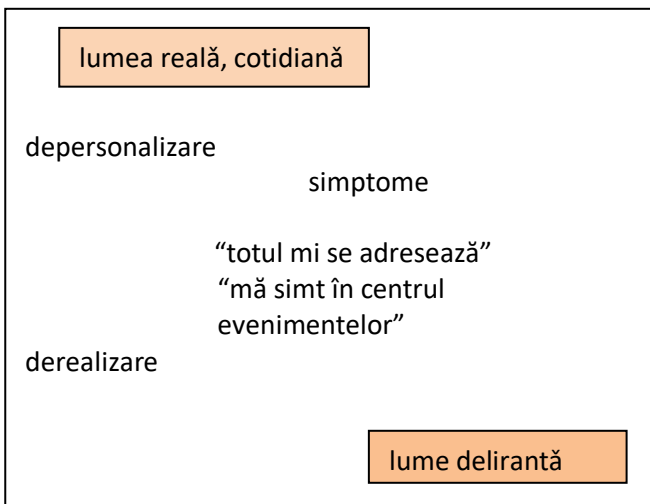 lumea reală, cotidiană
depersonalizare
simptome
“totul mi se adresează”
“mă simt în centrul
evenimentelor”
derealizare
lume delirantă